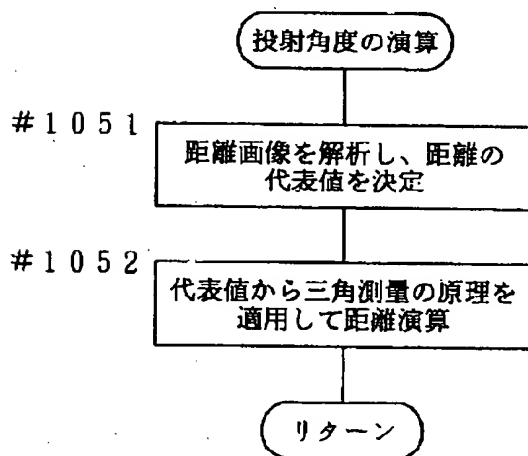 投射角度の演算
#1051
距離画像を解析し、距離の
代表値を決定
#1052
代表値から三角測量の原理を
適用して距離演算
リターン